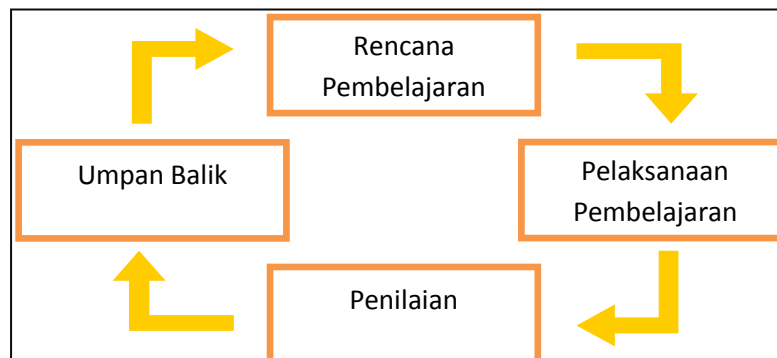 Rencana
Pembelajaran
Umpan Balik
Pelaksanaan
Pembelajaran
Penilaian